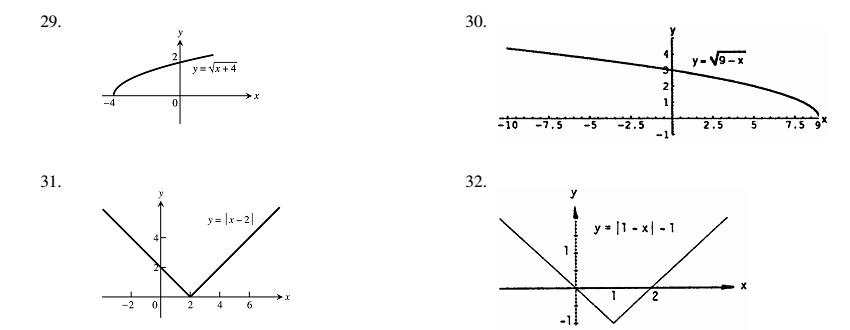 29.
y
2
y = √x + 4
-4
0
x
30.
y
4
3
2
1
y = √9 - x
-10 -7.5 -5 -2.5 2.5 5 7.5 9 x
-1
31.
y
y = |x - 2|
4
2
-2 0 2 4 6 x
32.
y
y = |1 - x| - 1
1
1 2 x
-1